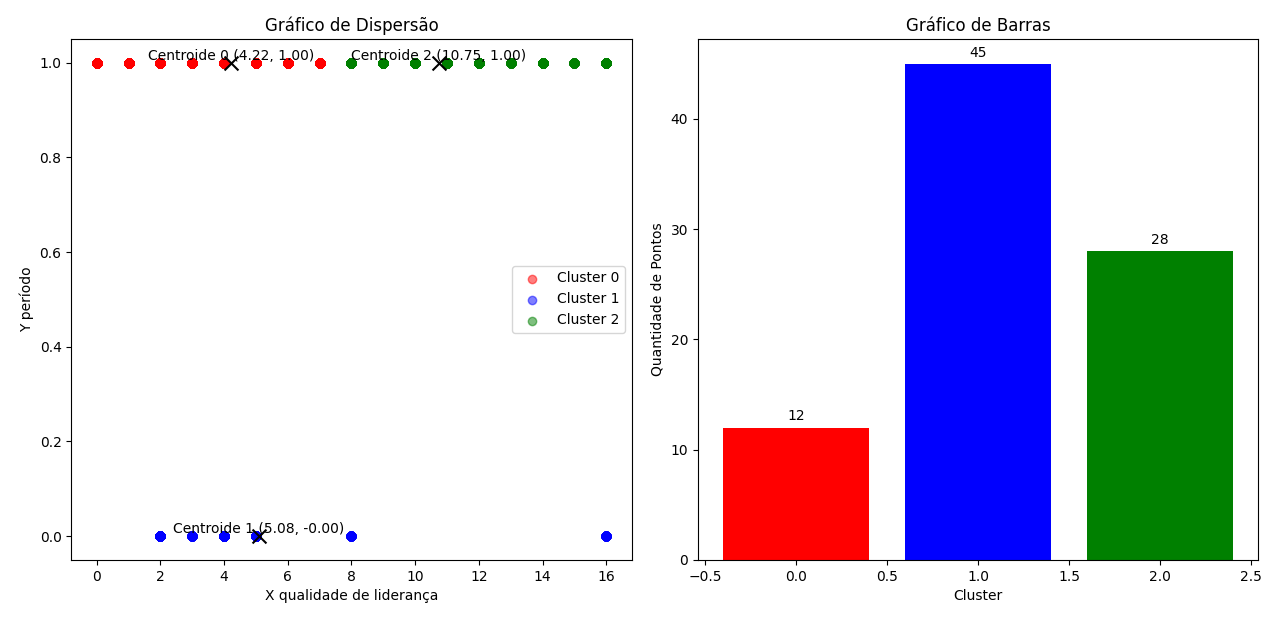 Gráfico de Dispersão
Centroide 0 (4.22, 1.00)
Centroide 2 (10.75, 1.00)
1.0
0.8
0.6
0.4
0.2
0.0
Y período
Cluster 0
Cluster 1
Cluster 2
Centroide 1 (5.08, -0.00)
0 2 4 6 8 10 12 14 16
X qualidade de liderança
Gráfico de Barras
45
28
12
40
30
20
10
0
Quantidade de Pontos
−0.5 0.0 0.5 1.0 1.5 2.0 2.5
Cluster